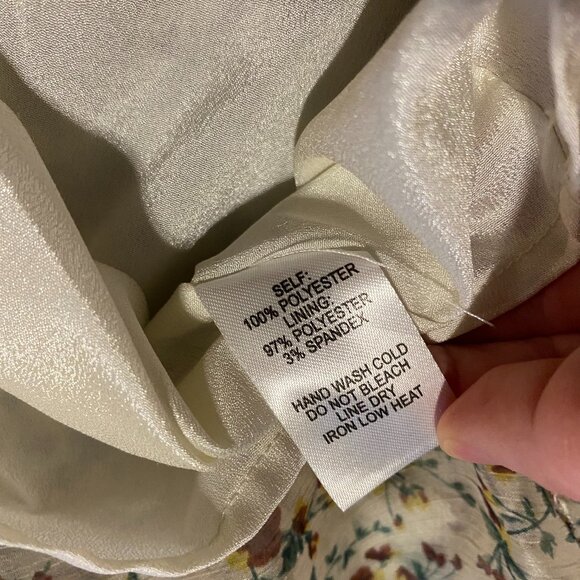 SELF:
100% POLYESTER
LINING:
97% POLYESTER
3% SPANDEX
HAND WASH COLD
DO NOT BLEACH
LINE DRY
IRON LOW HEAT